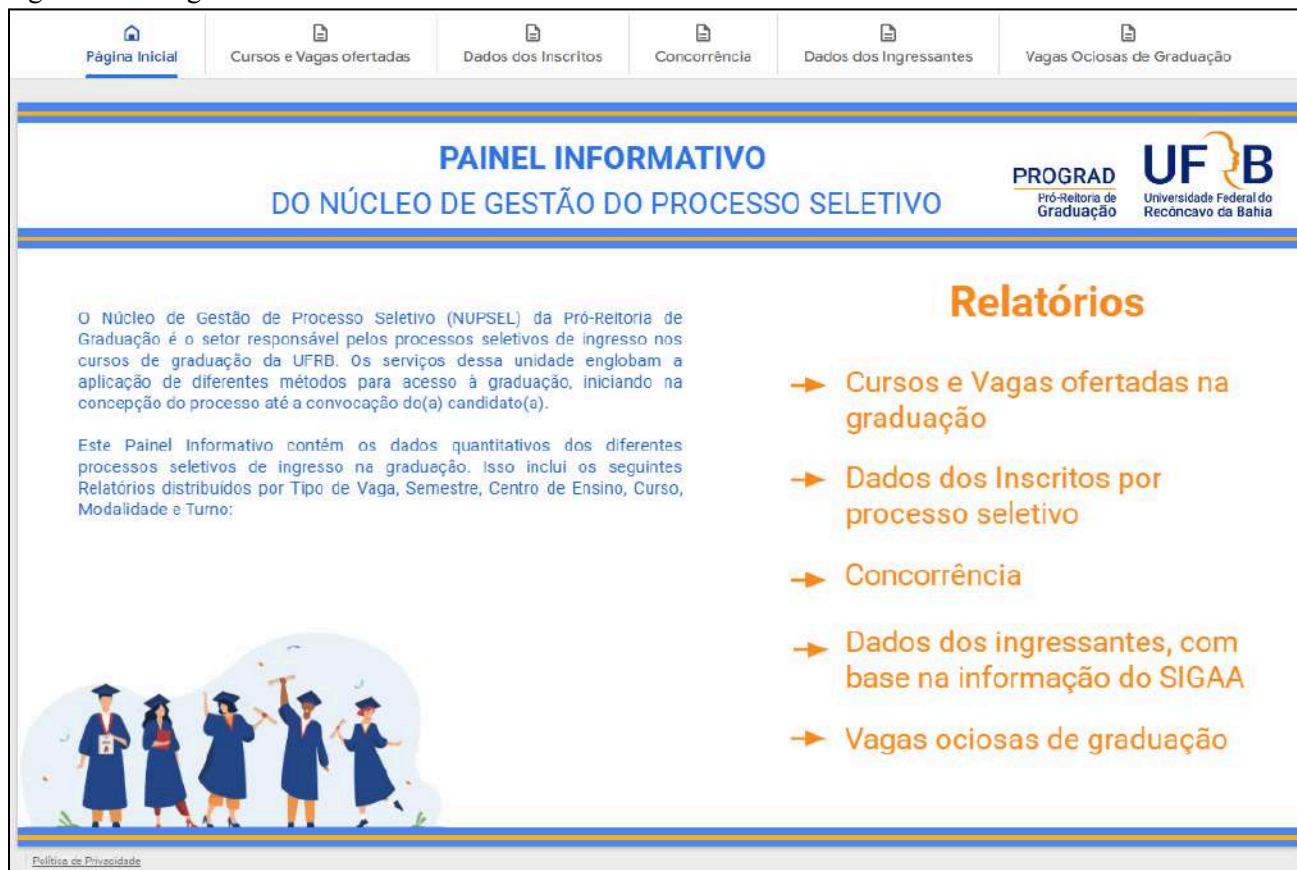 Página Inicial
Cursos e Vagas ofertadas
Dados dos Inscritos
Concorrência
Dados dos Ingressantes
Vagas Ociosas de Graduação
PAINEL INFORMATIVO
DO NÚCLEO DE GESTÃO DO PROCESSO SELETIVO
PROGRAD
Pró-Reitoria de
Graduação
UFRB
Universidade Federal do
Recôncavo da Bahia
O Núcleo de Gestão de Processo Seletivo (NUPSEL) da Pró-Reitoria de
Graduação é o setor responsável pelos processos seletivos de ingresso nos
cursos de graduação da UFRB. Os serviços dessa unidade englobam a
aplicação de diferentes métodos para acesso à graduação, iniciando na
concepção do processo até a convocação do(a) candidato(a).
Este Painel Informativo contém os dados quantitativos dos diferentes
processos seletivos de ingresso na graduação. Isso inclui os seguintes
Relatórios distribuídos por Tipo de Vaga, Semestre, Centro de Ensino, Curso,
Modalidade e Turno:
Relatórios
Cursos e Vagas ofertadas na
graduação
Dados dos Inscritos por
processo seletivo
Concorrência
Dados dos ingressantes, com
base na informação do SIGAA
Vagas ociosas de graduação
Política de Privacidade